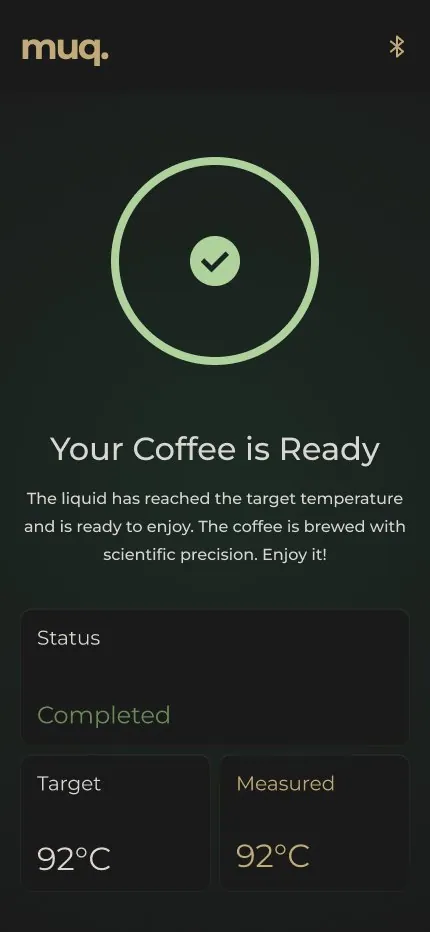 muq.
Your Coffee is Ready
The liquid has reached the target temperature
and is ready to enjoy. The coffee is brewed with
scientific precision. Enjoy it!
Status
Completed
Target
92°C
Measured
92°C